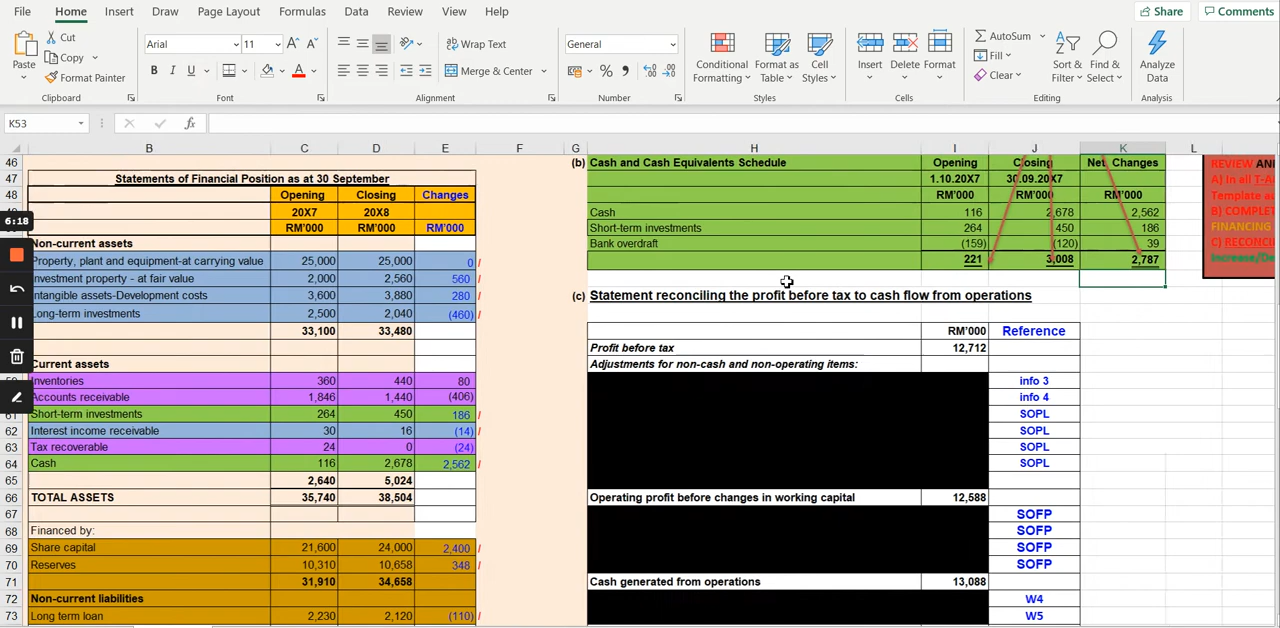 File Home Insert Draw Page Layout Formulas Data Review View Help Share Comments
Paste Cut Copy Format Painter Clipboard
Arial 11 A A B I U A Font
Wrap Text Merge & Center Alignment
General % Number
Conditional Formatting Format as Table Cell Styles Styles
Insert Delete Format Cells
AutoSum Fill Clear Sort & Filter Find & Select Editing
Analyze Data Analysis
K53 fx
B C D E F G H I J K L
46 (b) Cash and Cash Equivalents Schedule Opening Closing Net Changes REVIEW AN
47 Statements of Financial Position as at 30 September 1.10.20X7 30.09.20X7 A) In all T-A
48 Opening Closing Changes RM'000 RM'000 RM'000 Template a
20X7 20X8 Cash 116 2,678 2,562 B) COMPLET
6:18
RM'000 RM'000 RM'000 Short-term investments 264 450 186 FINANCING
Non-current assets Bank overdraft (159) (120) 39 C) RECONCI
Property, plant and equipment-at carrying value 25,000 25,000 0 / 221 3,008 2,787 Increase/De
Investment property - at fair value 2,000 2,560 560 /
Intangible assets-Development costs 3,600 3,880 280 / (c) Statement reconciling the profit before tax to cash flow from operations
Long-term investments 2,500 2,040 (460) /
33,100 33,480 RM'000 Reference
Profit before tax 12,712
Current assets Adjustments for non-cash and non-operating items:
Inventories 360 440 80 info 3
Accounts receivable 1,846 1,440 (406) info 4
61 Short-term investments 264 450 186 / SOPL
62 Interest income receivable 30 16 (14) / SOPL
63 Tax recoverable 24 0 (24) SOPL
64 Cash 116 2,678 2,562 / SOPL
65 2,640 5,024
66 TOTAL ASSETS 35,740 38,504 Operating profit before changes in working capital 12,588
67 SOFP
68 Financed by: SOFP
69 Share capital 21,600 24,000 2,400 / SOFP
70 Reserves 10,310 10,658 348 / SOFP
71 31,910 34,658 Cash generated from operations 13,088
72 Non-current liabilities W4
73 Long term loan 2,230 2,120 (110) / W5